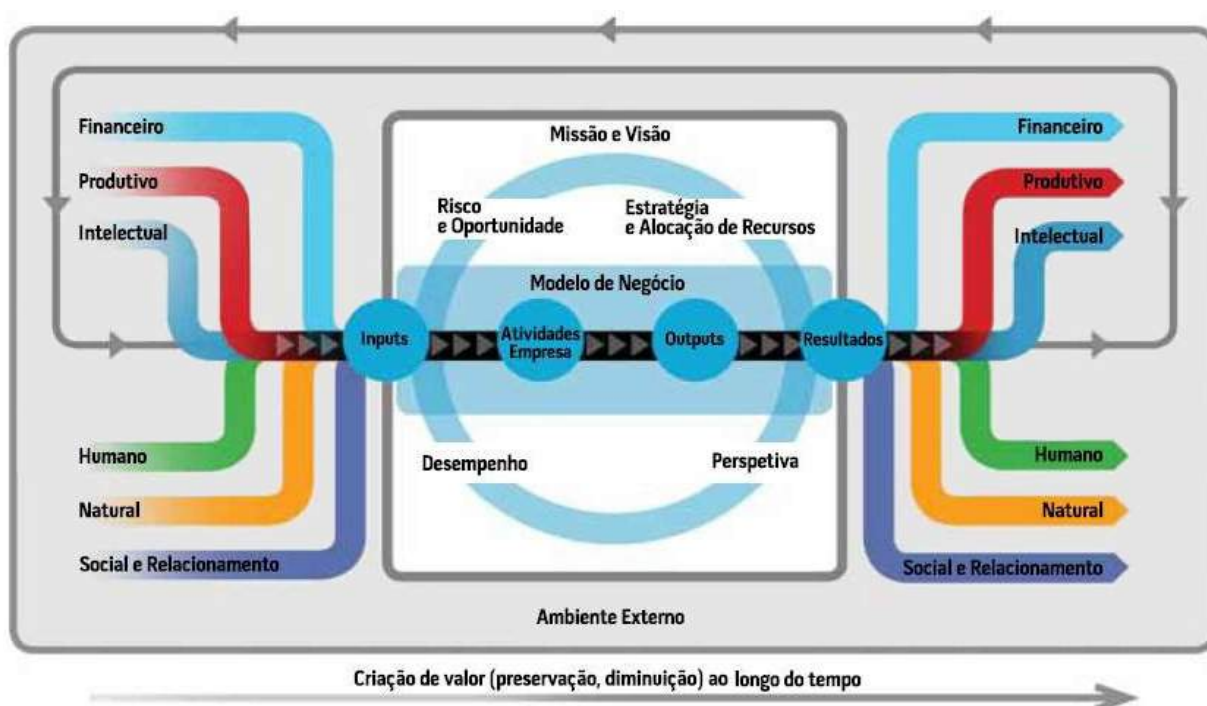 Missão e Visão
Financeiro
Produtivo
Intelectual
Humano
Natural
Social e Relacionamento
Risco
e Oportunidade
Estratégia
e Alocação de Recursos
Modelo de Negócio
Inputs
Atividades
Empresa
Outputs
Resultados
Desempenho
Perspetiva
Financeiro
Produtivo
Intelectual
Humano
Natural
Social e Relacionamento
Ambiente Externo
Criação de valor (preservação, diminuição) ao longo do tempo